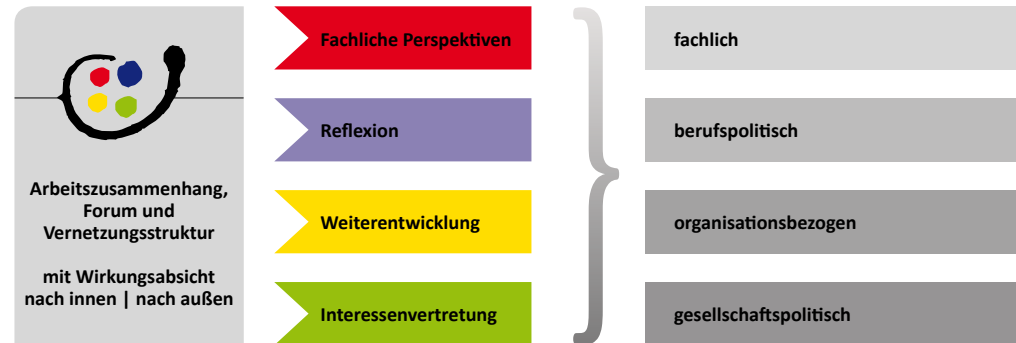 Arbeitszusammenhang,
Forum und
Vernetzungsstruktur
mit Wirkungsabsicht
nach innen | nach außen
Fachliche Perspektiven
Reflexion
Weiterentwicklung
Interessenvertretung
fachlich
berufspolitisch
organisationsbezogen
gesellschaftspolitisch